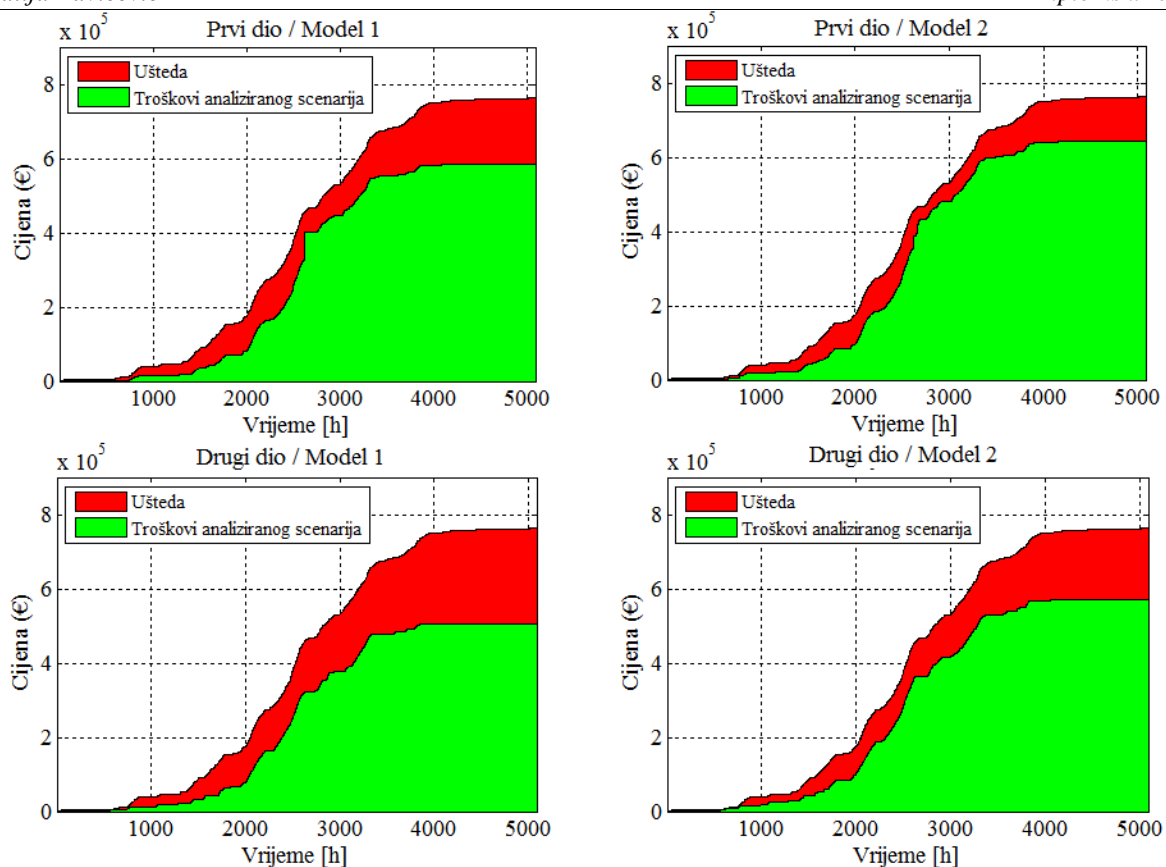 x 10^5 Prvi dio / Model 1
Ušteda
Troškovi analiziranog scenarija
Cijena (€)
8
6
4
2
0
1000 2000 3000 4000 5000
Vrijeme [h]
x 10^5 Prvi dio / Model 2
Ušteda
Troškovi analiziranog scenarija
Cijena (€)
8
6
4
2
0
1000 2000 3000 4000 5000
Vrijeme [h]
x 10^5 Drugi dio / Model 1
Ušteda
Troškovi analiziranog scenarija
Cijena (€)
8
6
4
2
0
1000 2000 3000 4000 5000
Vrijeme [h]
x 10^5 Drugi dio / Model 2
Ušteda
Troškovi analiziranog scenarija
Cijena (€)
8
6
4
2
0
1000 2000 3000 4000 5000
Vrijeme [h]